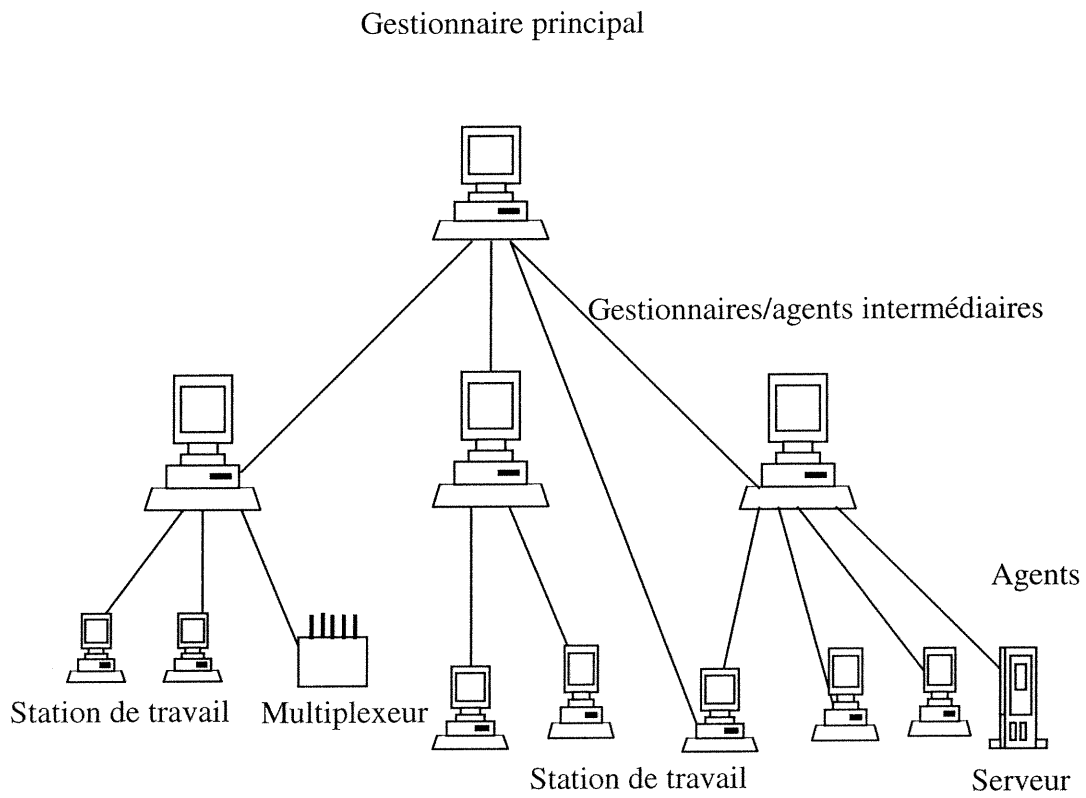 Gestionnaire principal
Gestionnaires/agents intermédiaires
Agents
Station de travail
Multiplexeur
Station de travail
Serveur